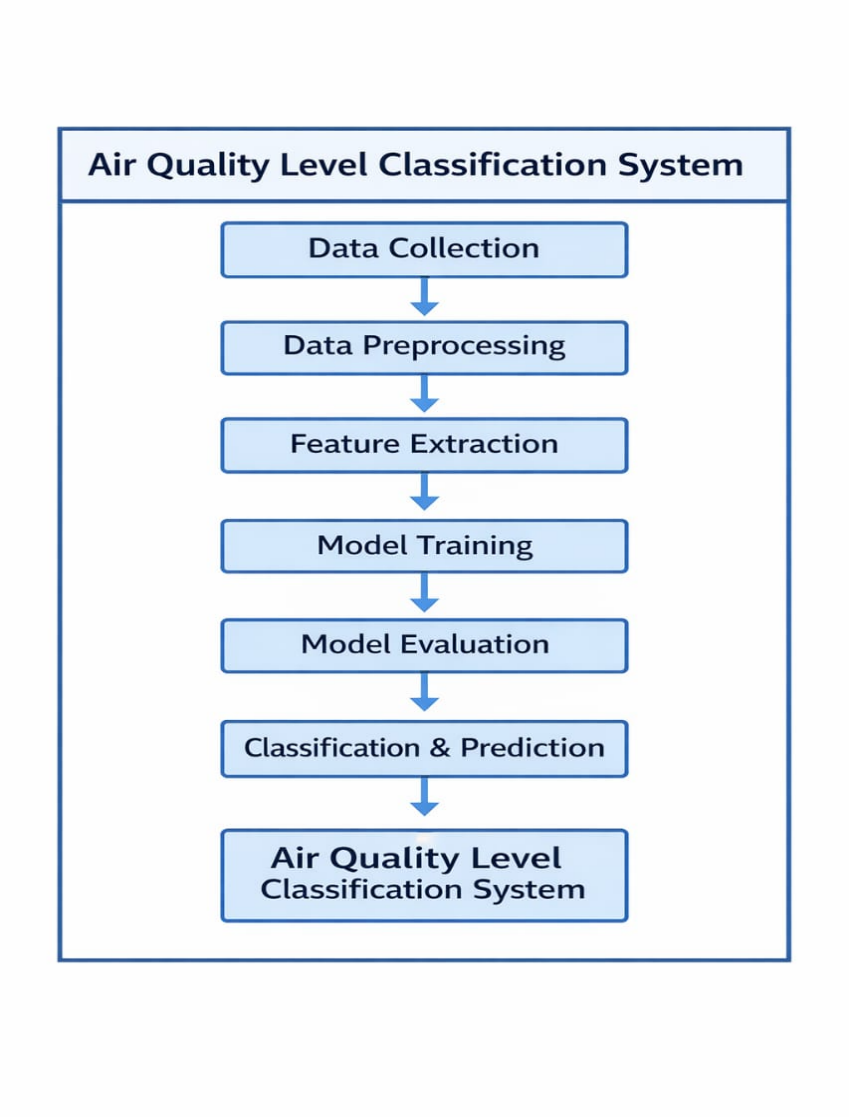 Air Quality Level Classification System
Data Collection
Data Preprocessing
Feature Extraction
Model Training
Model Evaluation
Classification & Prediction
Air Quality Level
Classification System